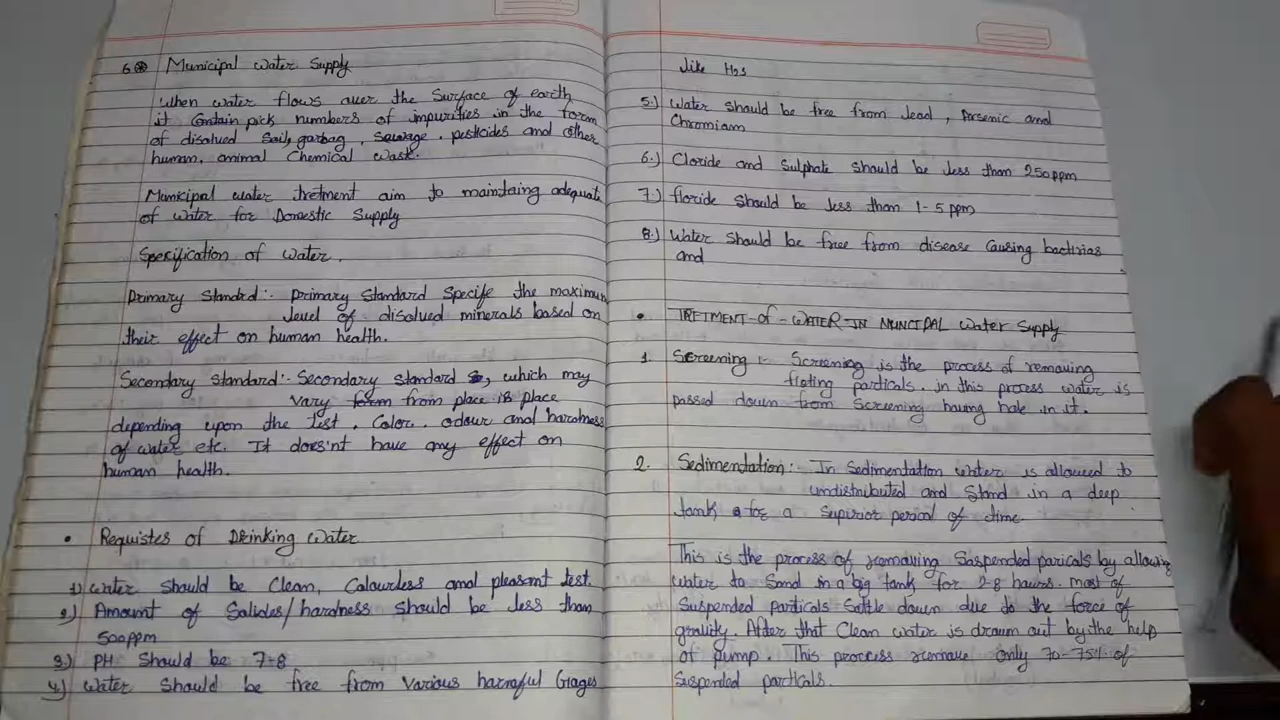 6 Municipal Water Supply
When water flows over the Surface of earth
it Contain pick numbers of impurities in the form
of disolued Soil, garbag, Sewage, pesticides and other
human, animal Chemical wast.
Municipal water tretment aim to maintaing adequate
of water for Domestic Supply
Specification of water.
Primary Standed:- Primary Standard Specife the maximum
level of disolued minerals based on
their effect on human health.
Secondary standard:- Secondary standard , which may
vary form from place is place
depending upon the Test, Color, odour and hardness
of water etc. It does'nt have any effect on
human health.
• Requistes of Drinking Water
1) Water Should be Clean, Colourless and pleasant test.
2) Amount of Salides/hardness should be less than
500ppm
3) PH Should be 7-8
4) Water Should be free from Various harmful Gages
like H2S
5.) Water should be free from lead, Arsenic and
Chromiam
6.) Cloride and Sulphate should be less than 250ppm
7.) floride Should be less than 1-5 ppm
8.) Water should be free from disease Causing bactirias
and
• TRETMENT-of-WATER IN MUNCIPAL Water Supply
1. Screening :- Screening is the process of removing
floting particals. in this process water is
passed down from Screening having hole in it.
2. Sedimentation:- In Sedimentation water is allowed to
undistributed and Stand in a deep
tank for a Superior period of time.
This is the process of removing Suspended paricals by allowing
water to Sand in a big tank for 2-8 hours. most of
Suspended particals Sattle down due to the force of
gravity. After that Clean water is drawn out by the help
of pump. This process remove only 70-75% of
Suspended particals.